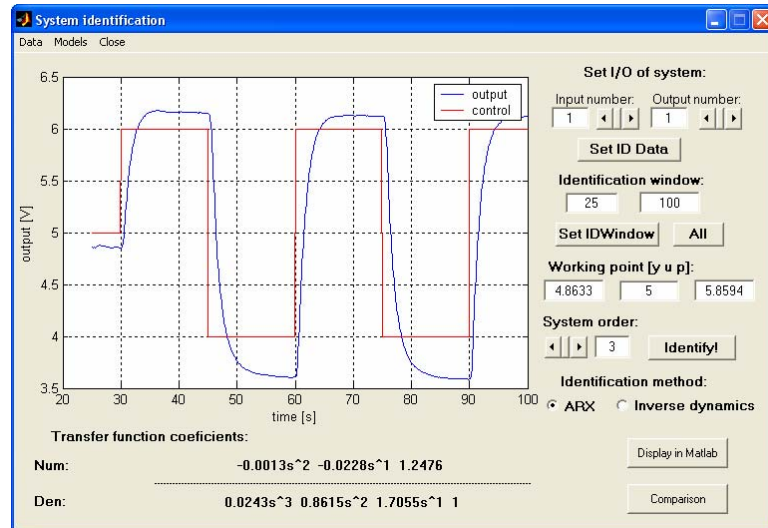 System identification
Data Models Close
Set I/O of system:
Input number: Output number:
1 1
Set ID Data
Identification window:
25 100
Set IDWindow All
Working point [y u p]:
4.8633 5 5.8594
System order:
3 Identify!
Identification method:
ARX Inverse dynamics
Display in Matlab
Comparison
output
control
6.5
6
5.5
5
4.5
4
3.5
output [V]
20 30 40 50 60 70 80 90 100
time [s]
Transfer function coeficients:
Num: -0.0013s^2 -0.0228s^1 1.2476
Den: 0.0243s^3 0.8615s^2 1.7055s^1 1